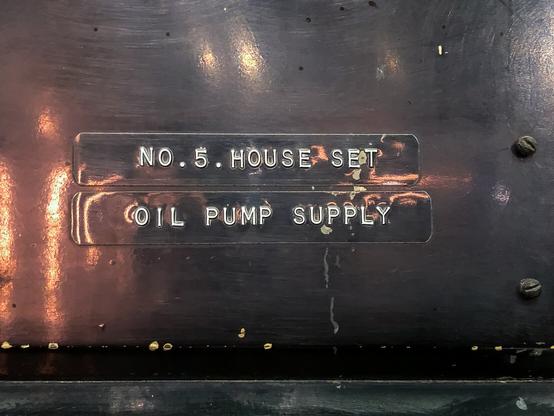 NO.5.HOUSE SET
OIL PUMP SUPPLY